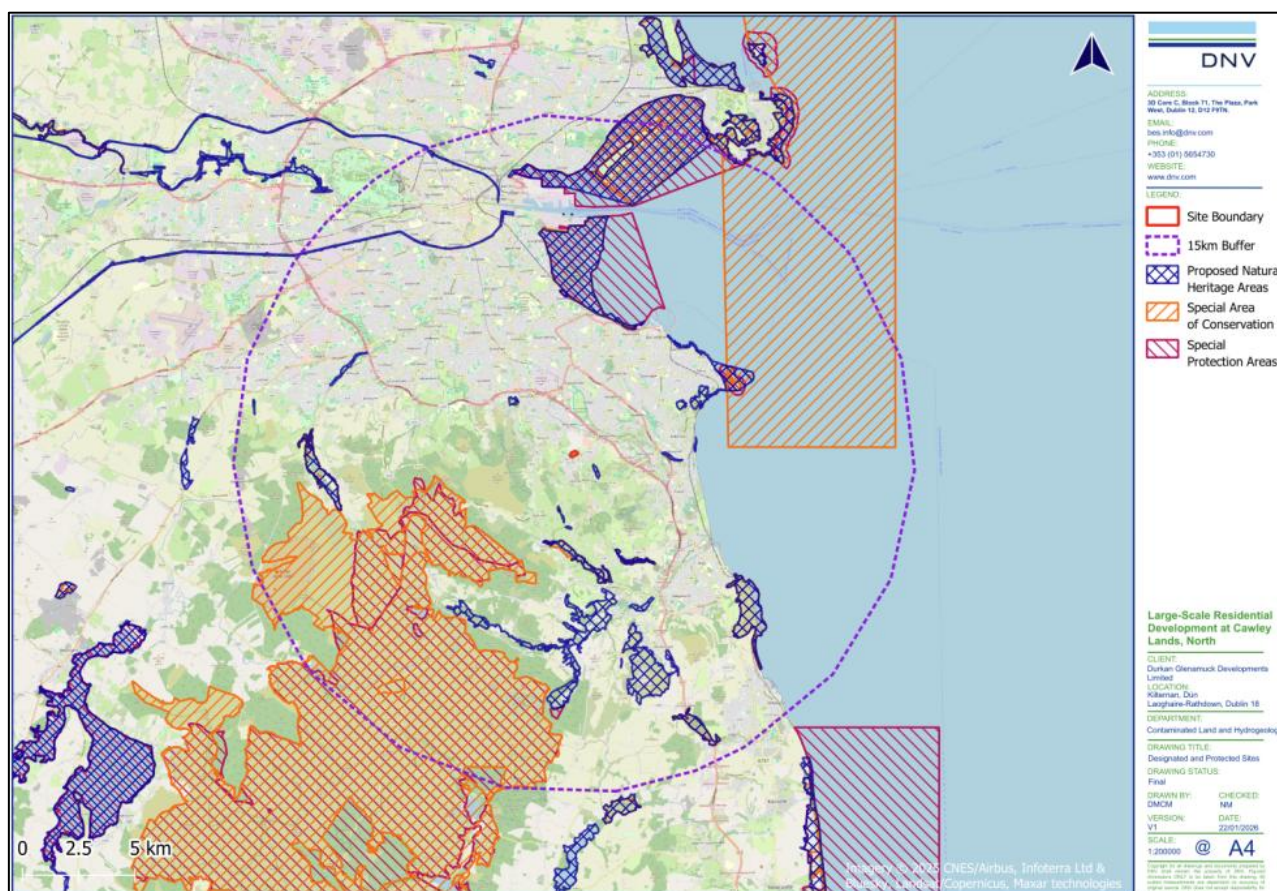 DNV
ADDRESS:
3D Core C, Block 71, The Plaza, Park
West, Dublin 12, D12 F9TN.
EMAIL:
bes.info@dnv.com
PHONE:
+353 (01) 5654730
WEBSITE:
www.dnv.com
LEGEND:
Site Boundary
15km Buffer
Proposed Natura
Heritage Areas
Special Area
of Conservation
Special
Protection Areas
Large-Scale Residential
Development at Cawley
Lands, North
CLIENT:
Durkan Glenamuck Developments
Limited
LOCATION:
Kilternan, Dún
Laoghaire-Rathdown, Dublin 18
DEPARTMENT:
Contaminated Land and Hydrogeolog
DRAWING TITLE:
Designated and Protected Sites
DRAWING STATUS:
Final
DRAWN BY: CHECKED:
DMCM NM
VERSION: DATE:
V1 22/01/2026
SCALE:
1:200000 @ A4
0 2.5 5 km
Imagery © 2025 CNES/Airbus, Infoterra Ltd &
Bluesky, Landsat/Copernicus, Maxar technologies